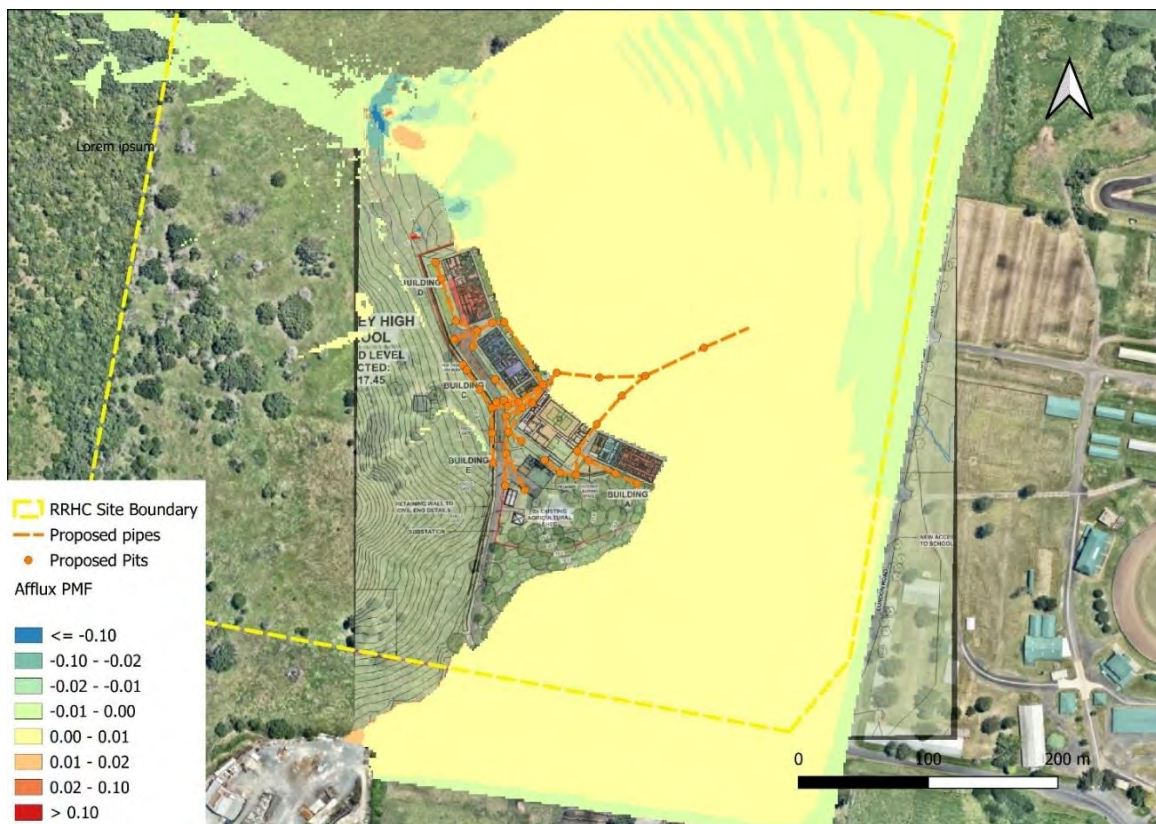 Lorem ipsum
BUILDING
D
EY HIGH
OOL
D LEVEL
CTED:
17.45
BUILDING
C
BUILDING
E
RETAINING WALL TO
CIVIL ENG DETAILS
SUBSTATION
EXISTING
AGRICULTURAL
BUILDING
A
NEW ACCESS
TO SCHOOL
RRHC Site Boundary
Proposed pipes
Proposed Pits
Afflux PMF
<= -0.10
-0.10 - -0.02
-0.02 - -0.01
-0.01 - 0.00
0.00 - 0.01
0.01 - 0.02
0.02 - 0.10
> 0.10
0 100 200 m